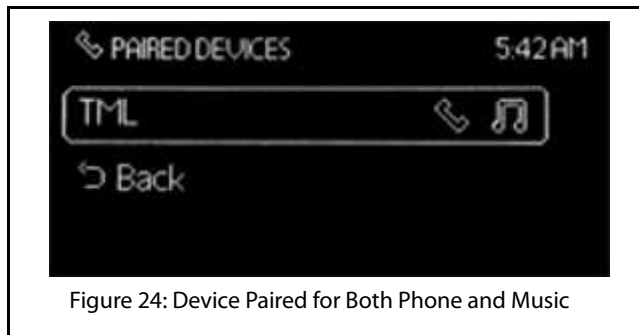 PAIRED DEVICES 5:42 AM
TML
Back
Figure 24: Device Paired for Both Phone and Music